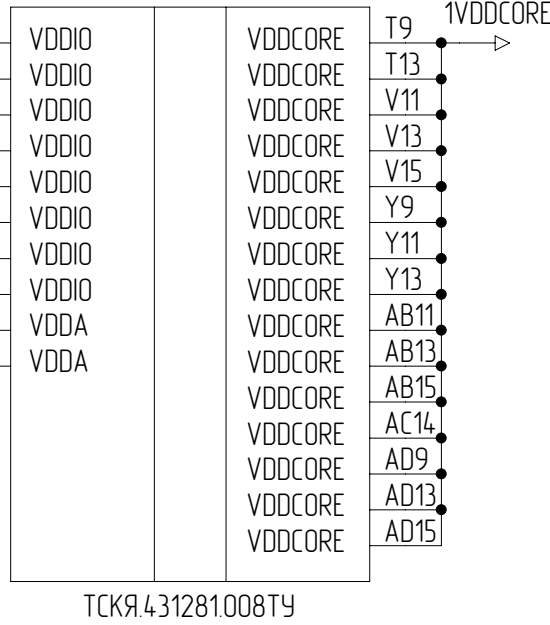 1VDDCORE
VDDIO VDDCORE T9
VDDIO VDDCORE T13
VDDIO VDDCORE V11
VDDIO VDDCORE V13
VDDIO VDDCORE V15
VDDIO VDDCORE Y9
VDDIO VDDCORE Y11
VDDIO VDDCORE Y13
VDDA VDDCORE AB11
VDDA VDDCORE AB13
VDDCORE AB15
VDDCORE AC14
VDDCORE AD9
VDDCORE AD13
VDDCORE AD15
ТСКЯ.431281.008ТУ